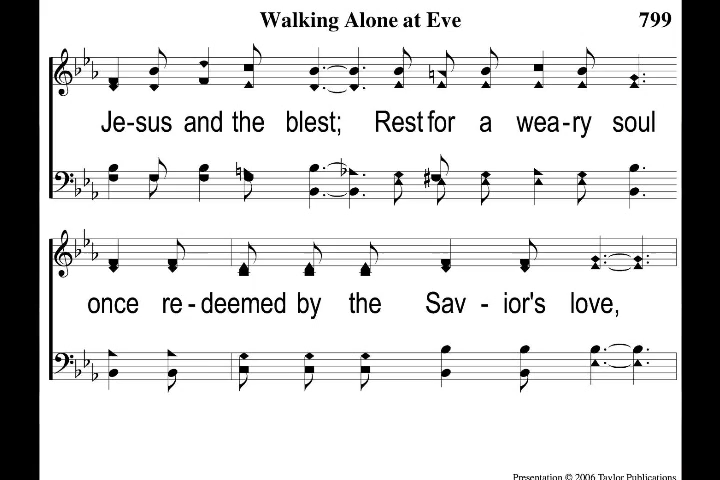 Walking Alone at Eve 799
Je-sus and the blest; Rest for a wea-ry soul
once re-deemed by the Sav-ior's love,
Presentation © 2006 Taylor Publications